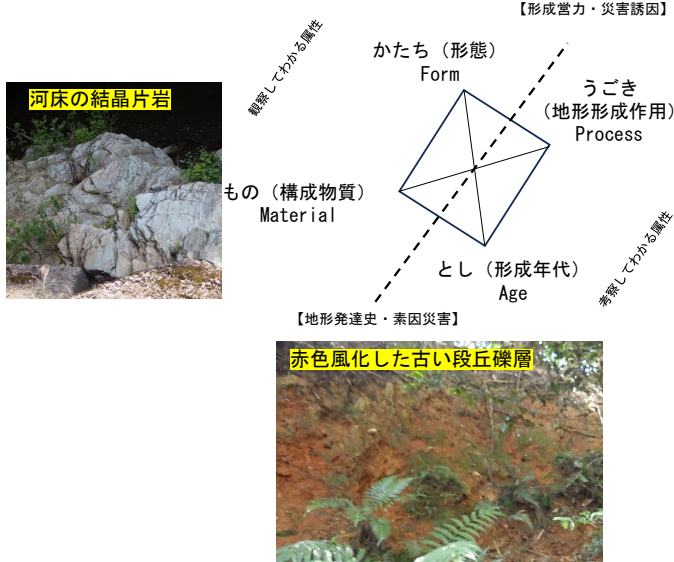 【形成営力・災害誘因】
観察してわかる属性
かたち（形態）
Form
うごき
（地形形成作用）
Process
河床の結晶片岩
もの（構成物質）
Material
とし（形成年代）
Age
考察してわかる属性
【地形発達史・素因災害】
赤色風化した古い段丘礫層